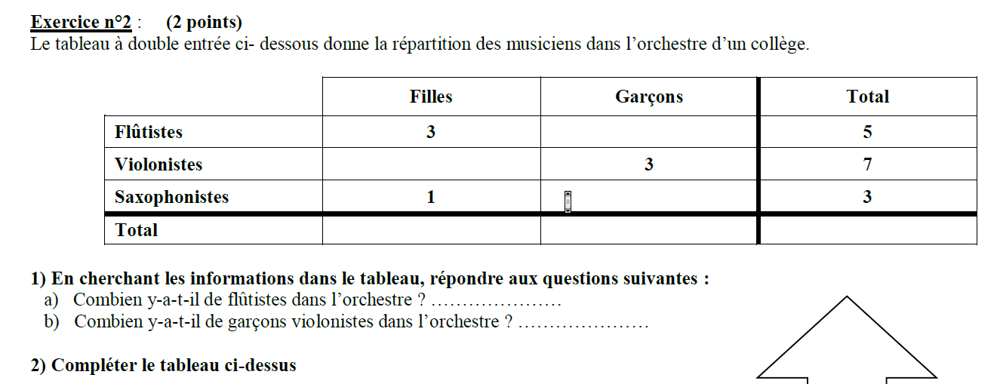 Exercice n°2 : (2 points)
Le tableau à double entrée ci- dessous donne la répartition des musiciens dans l’orchestre d’un collège.
Filles Garçons Total
Flûtistes 3 5
Violonistes 3 7
Saxophonistes 1 3
Total
1) En cherchant les informations dans le tableau, répondre aux questions suivantes :
a) Combien y-a-t-il de flûtistes dans l’orchestre ? …………………
b) Combien y-a-t-il de garçons violonistes dans l’orchestre ? …………………
2) Compléter le tableau ci-dessus